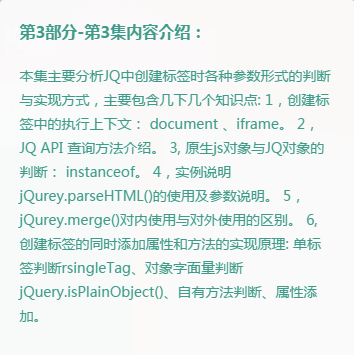 第3部分-第3集内容介绍：
本集主要分析JQ中创建标签时各种参数形式的判断
与实现方式，主要包含几下几个知识点: 1，创建标
签中的执行上下文： document 、iframe。 2，
JQ API 查询方法介绍。 3, 原生js对象与JQ对象的
判断： instanceof。 4，实例说明
jQurey.parseHTML()的使用及参数说明。 5，
jQurey.merge()对内使用与对外使用的区别。 6,
创建标签的同时添加属性和方法的实现原理: 单标
签判断rsingleTag、对象字面量判断
jQuery.isPlainObject()、自有方法判断、属性添
加。